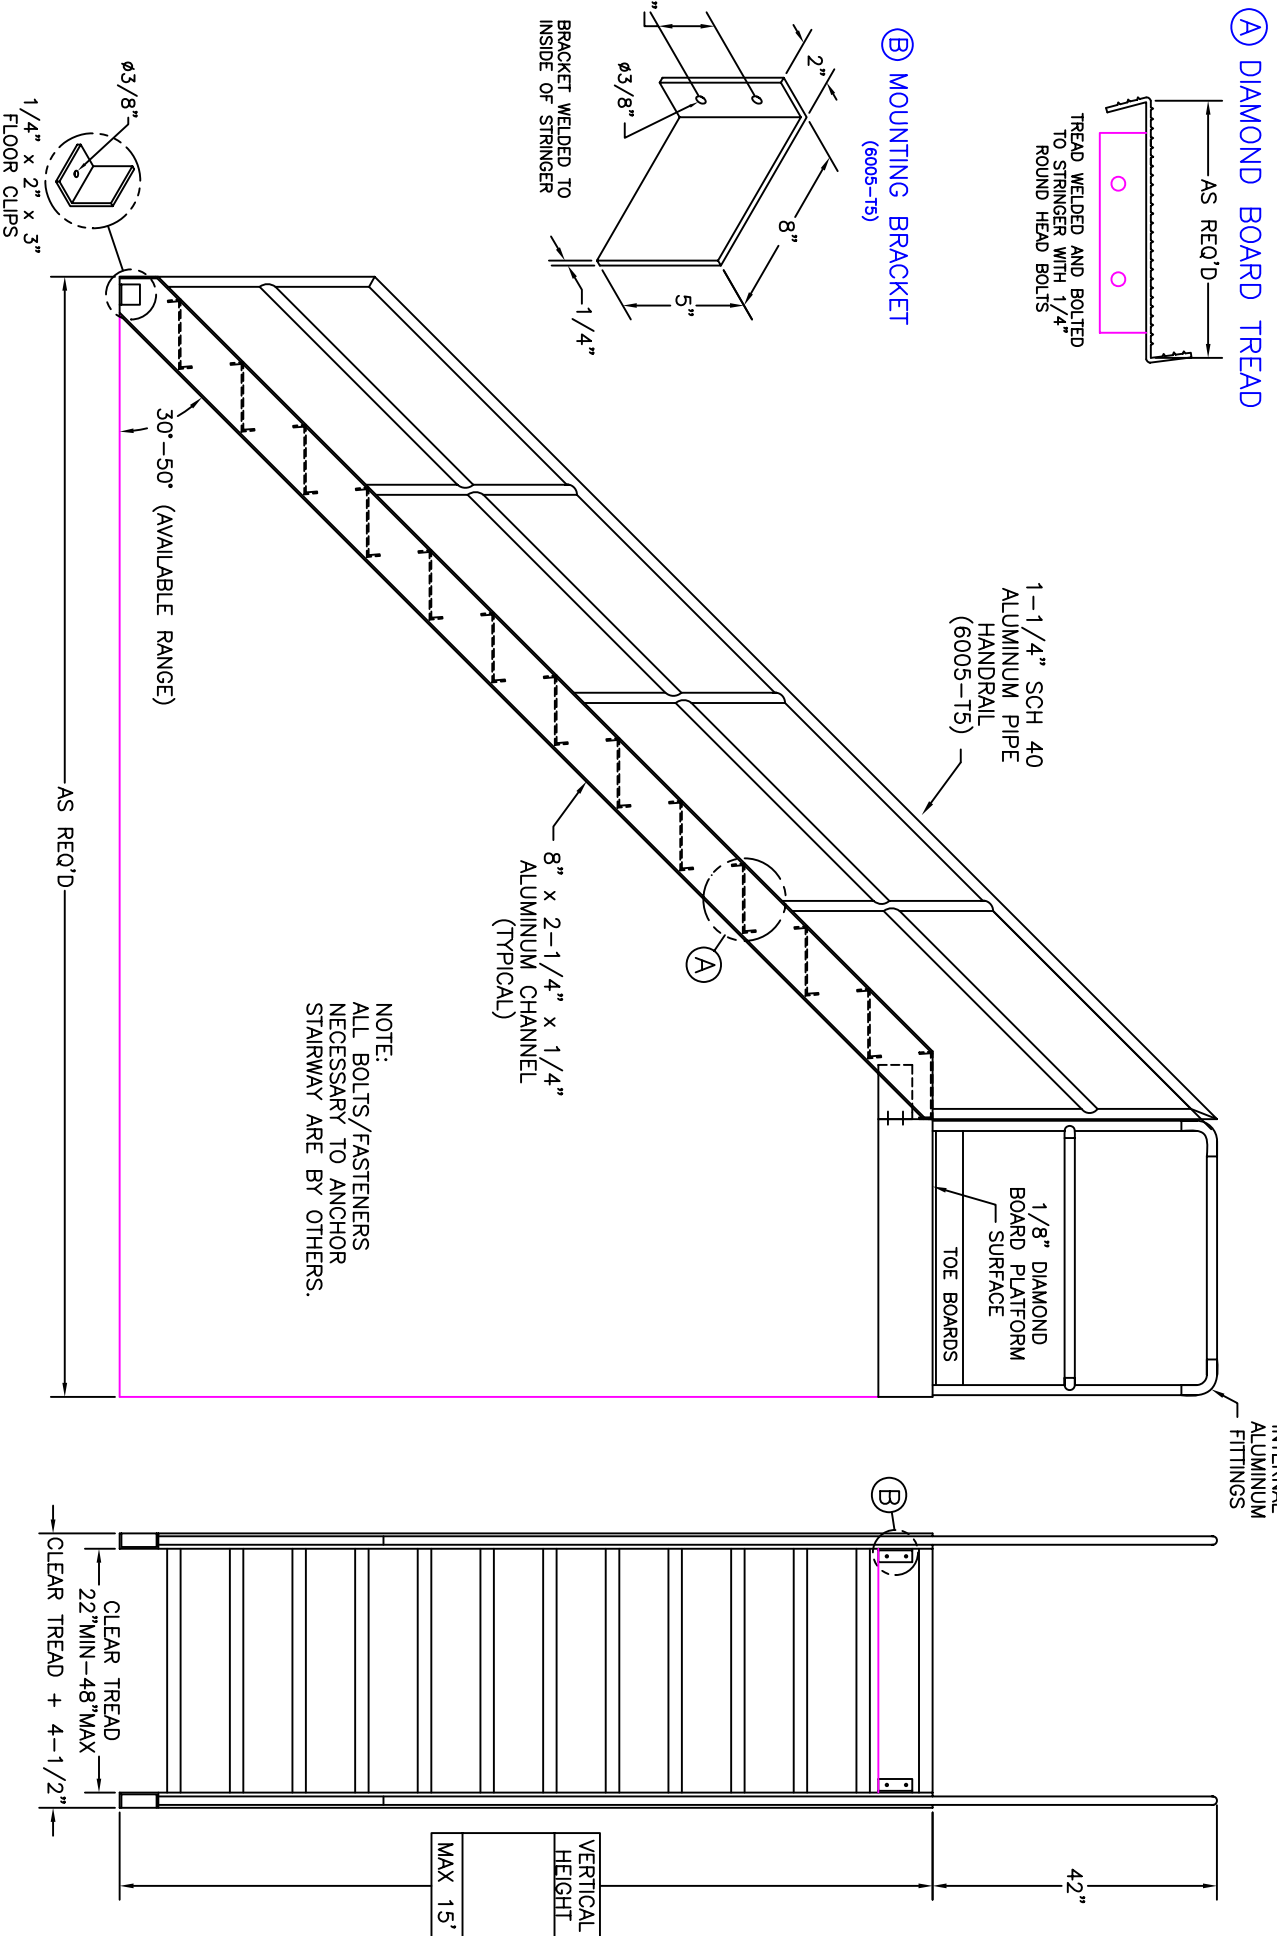 Ⓐ DIAMOND BOARD TREAD
AS REQ'D
TREAD WELDED AND BOLTED
TO STRINGER WITH 1/4"
ROUND HEAD BOLTS
Ⓑ MOUNTING BRACKET
(6005-T5)
2"
8"
5"
1/4"
"
ø3/8"
BRACKET WELDED TO
INSIDE OF STRINGER
ø3/8"
1/4" x 2" x 3"
FLOOR CLIPS
30°-50° (AVAILABLE RANGE)
AS REQ'D
1-1/4" SCH 40
ALUMINUM PIPE
HANDRAIL
(6005-T5)
8" x 2-1/4" x 1/4"
ALUMINUM CHANNEL
(TYPICAL)
A
NOTE:
ALL BOLTS/FASTENERS
NECESSARY TO ANCHOR
STAIRWAY ARE BY OTHERS.
1/8" DIAMOND
BOARD PLATFORM
SURFACE
TOE BOARDS
INTERNAL
ALUMINUM
FITTINGS
B
CLEAR TREAD
22"MIN-48"MAX
CLEAR TREAD + 4-1/2"
42"
VERTICAL
HEIGHT
MAX 15'